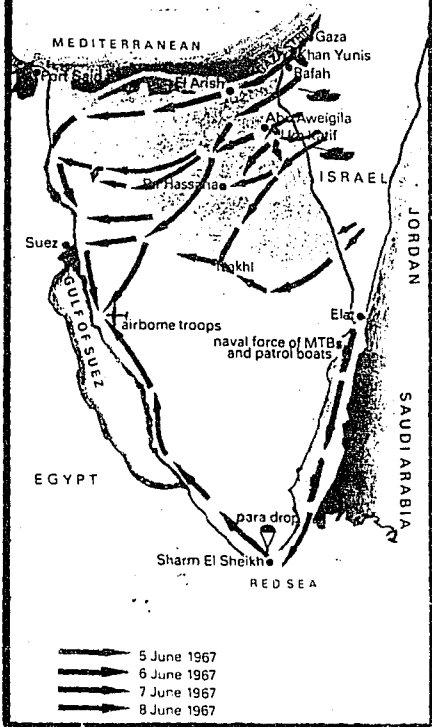 MEDITERRANEAN
Gaza
GAZA STRIP
Khan Yunis
Rafah
Port Said
El Arish
Abu Aweigila
Um Katif
Bir Hassana
ISRAEL
JORDAN
Suez
Nakhl
GULF OF SUEZ
Elat
airborne troops
naval force of MTBs
and patrol boats
SAUDI ARABIA
EGYPT
para drop
Sharm El Sheikh
RED SEA
5 June 1967
6 June 1967
7 June 1967
8 June 1967